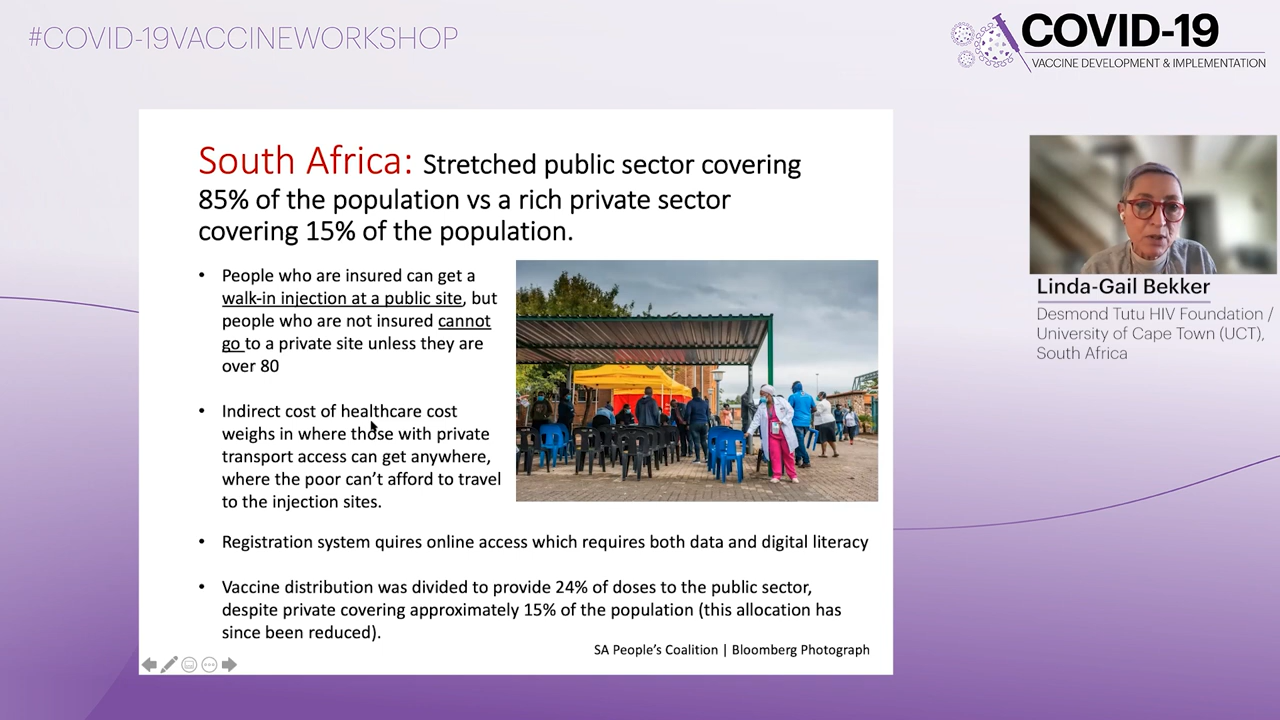 #COVID-19VACCINEWORKSHOP
COVID-19
VACCINE DEVELOPMENT & IMPLEMENTATION
South Africa: Stretched public sector covering
85% of the population vs a rich private sector
covering 15% of the population.
• People who are insured can get a
walk-in injection at a public site, but
people who are not insured cannot
go to a private site unless they are
over 80
• Indirect cost of healthcare cost
weighs in where those with private
transport access can get anywhere,
where the poor can’t afford to travel
to the injection sites.
• Registration system quires online access which requires both data and digital literacy
• Vaccine distribution was divided to provide 24% of doses to the public sector,
despite private covering approximately 15% of the population (this allocation has
since been reduced).
SA People’s Coalition | Bloomberg Photograph
Linda-Gail Bekker
Desmond Tutu HIV Foundation /
University of Cape Town (UCT),
South Africa